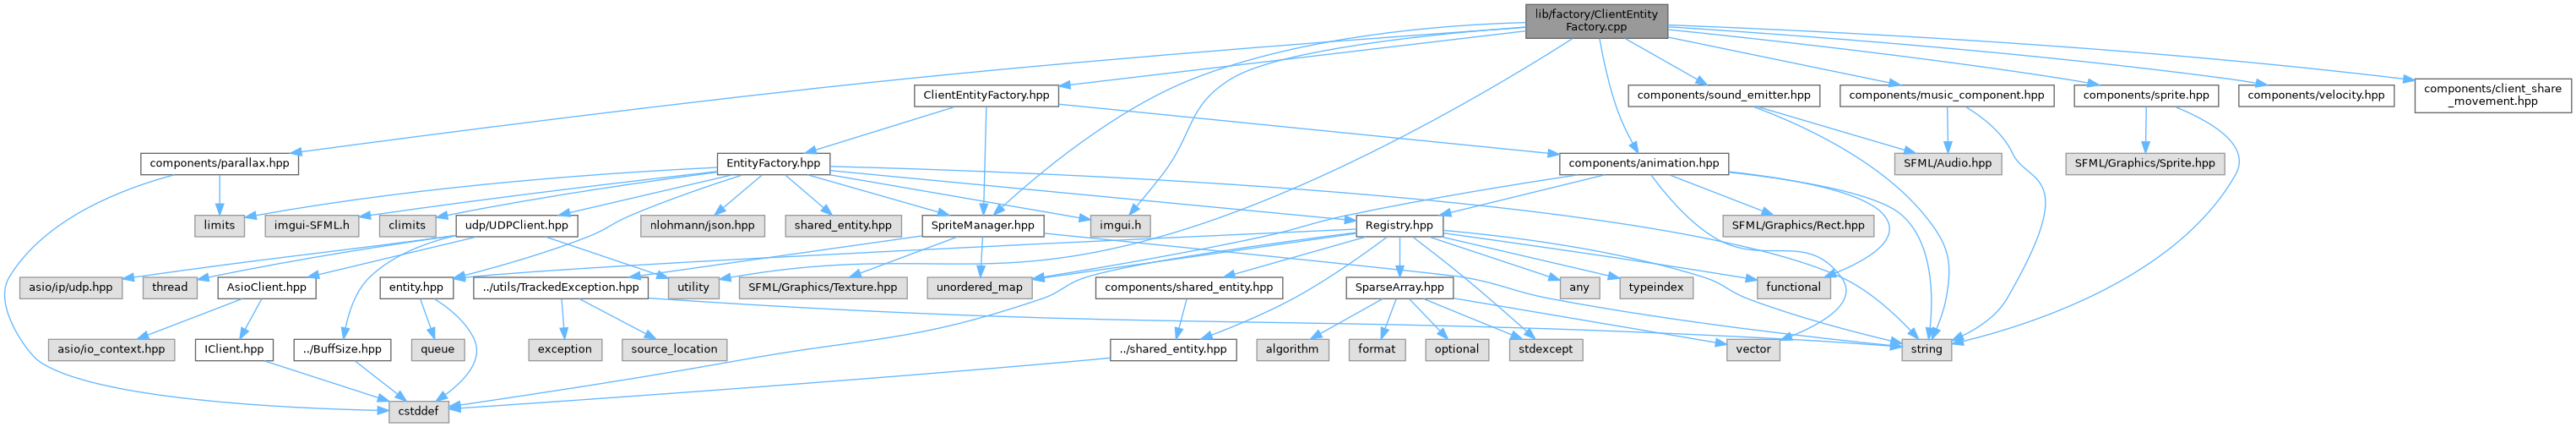 lib/factory/ClientEntity
Factory.cpp
ClientEntityFactory.hpp
components/sound_emitter.hpp
components/music_component.hpp
components/sprite.hpp
components/velocity.hpp
components/client_share
_movement.hpp
components/parallax.hpp
EntityFactory.hpp
components/animation.hpp
SFML/Audio.hpp
SFML/Graphics/Sprite.hpp
limits
imgui-SFML.h
climits
udp/UDPClient.hpp
nlohmann/json.hpp
shared_entity.hpp
SpriteManager.hpp
imgui.h
Registry.hpp
SFML/Graphics/Rect.hpp
asio/ip/udp.hpp
thread
AsioClient.hpp
entity.hpp
../utils/TrackedException.hpp
utility
SFML/Graphics/Texture.hpp
unordered_map
components/shared_entity.hpp
SparseArray.hpp
any
typeindex
functional
asio/io_context.hpp
IClient.hpp
../BuffSize.hpp
queue
exception
source_location
../shared_entity.hpp
algorithm
format
optional
stdexcept
vector
string
cstddef